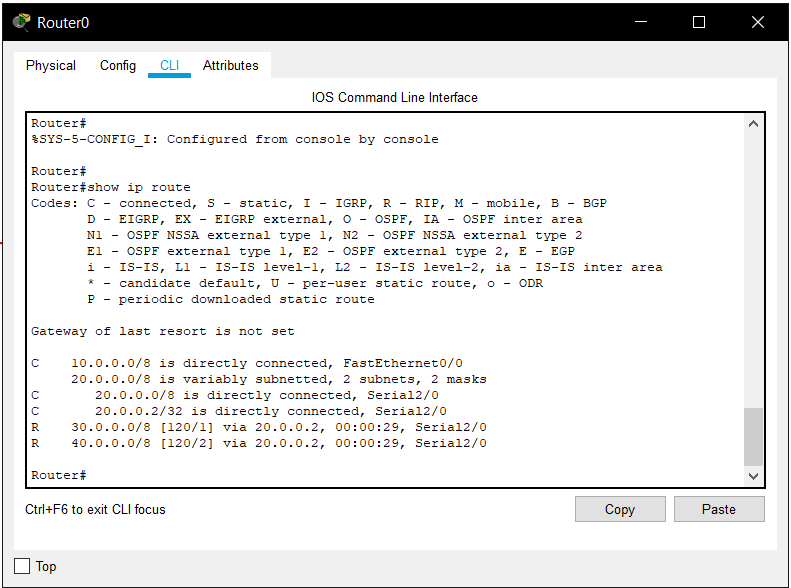 Router0
Physical Config CLI Attributes
IOS Command Line Interface
Router#
%SYS-5-CONFIG_I: Configured from console by console
Router#
Router#show ip route
Codes: C - connected, S - static, I - IGRP, R - RIP, M - mobile, B - BGP
D - EIGRP, EX - EIGRP external, O - OSPF, IA - OSPF inter area
N1 - OSPF NSSA external type 1, N2 - OSPF NSSA external type 2
E1 - OSPF external type 1, E2 - OSPF external type 2, E - EGP
i - IS-IS, L1 - IS-IS level-1, L2 - IS-IS level-2, ia - IS-IS inter area
* - candidate default, U - per-user static route, o - ODR
P - periodic downloaded static route
Gateway of last resort is not set
C 10.0.0.0/8 is directly connected, FastEthernet0/0
20.0.0.0/8 is variably subnetted, 2 subnets, 2 masks
C 20.0.0.0/8 is directly connected, Serial2/0
C 20.0.0.2/32 is directly connected, Serial2/0
R 30.0.0.0/8 [120/1] via 20.0.0.2, 00:00:29, Serial2/0
R 40.0.0.0/8 [120/2] via 20.0.0.2, 00:00:29, Serial2/0
Router#
Ctrl+F6 to exit CLI focus
Copy Paste
Top